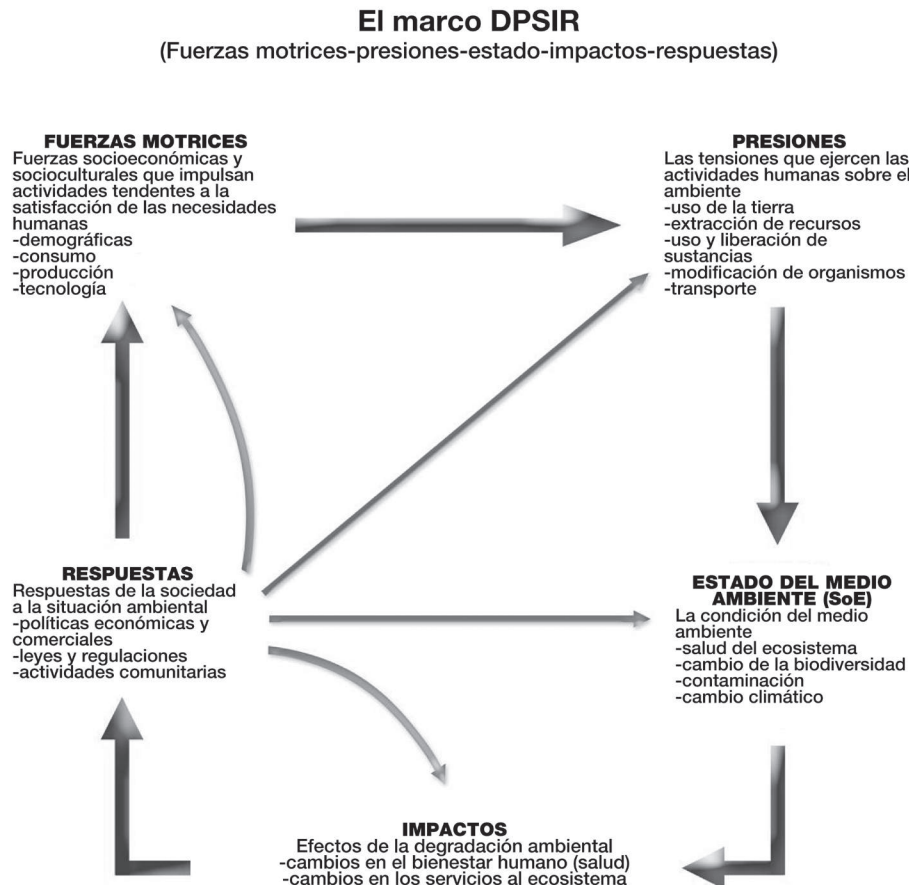 El marco DPSIR
(Fuerzas motrices-presiones-estado-impactos-respuestas)
FUERZAS MOTRICES
Fuerzas socioeconómicas y
socioculturales que impulsan
actividades tendentes a la
satisfacción de las necesidades
humanas
-demográficas
-consumo
-producción
-tecnología
PRESIONES
Las tensiones que ejercen las
actividades humanas sobre el
ambiente
-uso de la tierra
-extracción de recursos
-uso y liberación de
sustancias
-modificación de organismos
-transporte
RESPUESTAS
Respuestas de la sociedad
a la situación ambiental
-políticas económicas y
comerciales
-leyes y regulaciones
-actividades comunitarias
ESTADO DEL MEDIO
AMBIENTE (SoE)
La condición del medio
ambiente
-salud del ecosistema
-cambio de la biodiversidad
-contaminación
-cambio climático
IMPACTOS
Efectos de la degradación ambiental
-cambios en el bienestar humano (salud)
-cambios en los servicios al ecosistema